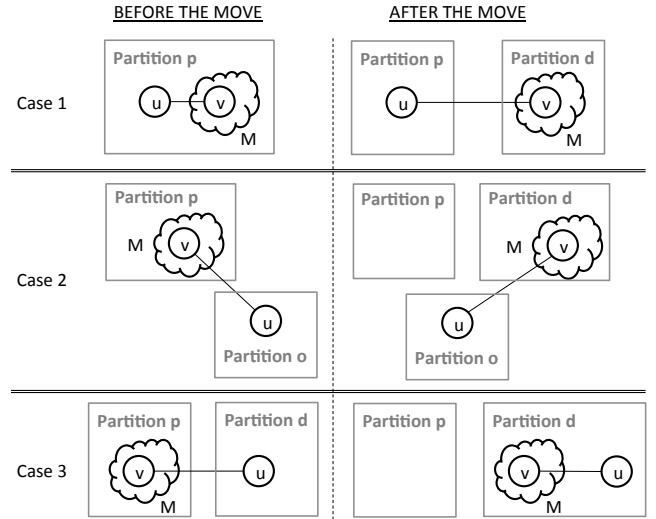 BEFORE THE MOVE AFTER THE MOVE
Partition p Partition p Partition d
Case 1 u v u v
M M
Partition p Partition p Partition d
M v M v
Case 2
u u
Partition o Partition o
Partition p Partition d Partition p Partition d
Case 3 v u v u
M M